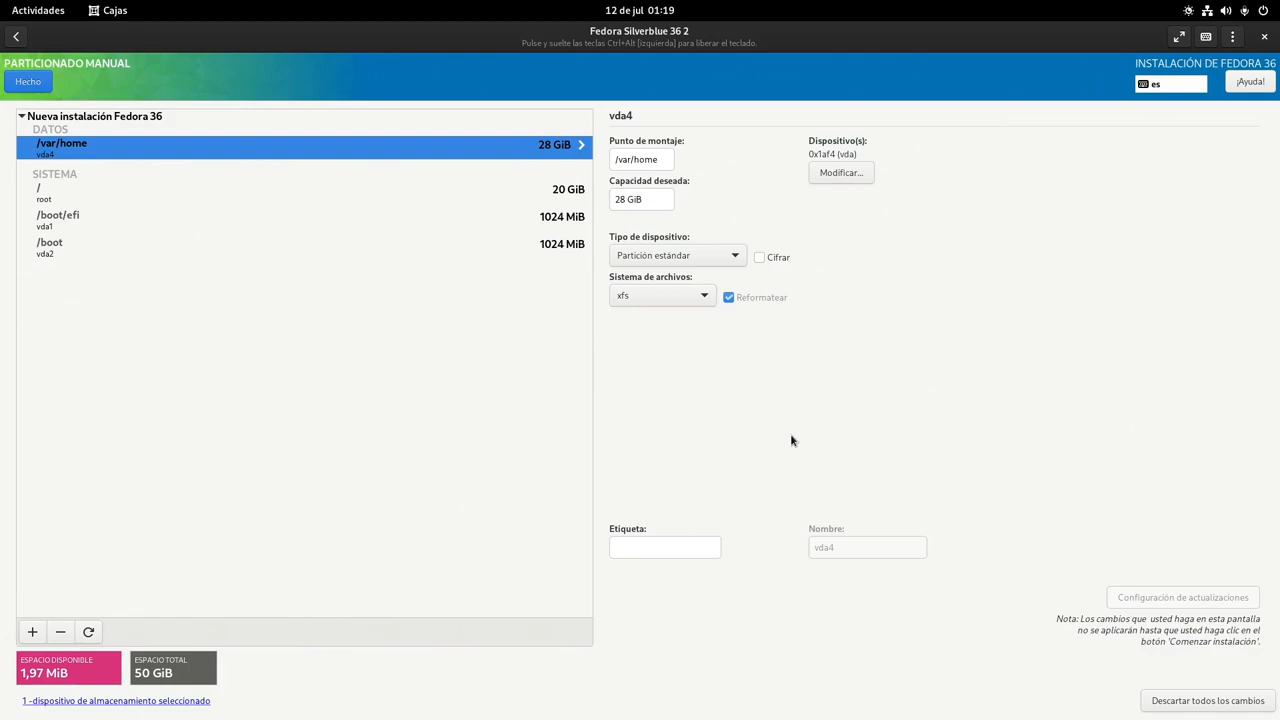 Actividades
Cajas
12 de jul 01:19
Fedora Silverblue 36 2
Pulse y suelte las teclas Ctrl+Alt [izquierda] para liberar el teclado.
PARTICIONADO MANUAL
INSTALACIÓN DE FEDORA 36
Hecho
es
¡Ayuda!
Nueva instalación Fedora 36
DATOS
/var/home
28 GiB
vda4
SISTEMA
/
20 GiB
root
/boot/efi
1024 MiB
vda1
/boot
1024 MiB
vda2
vda4
Punto de montaje:
/var/home
Capacidad deseada:
28 GiB
Dispositivo(s):
0x1af4 (vda)
Modificar...
Tipo de dispositivo:
Partición estándar
Cifrar
Sistema de archivos:
xfs
Reformatear
Etiqueta:
Nombre:
vda4
Configuración de actualizaciones
Nota: Los cambios que usted haga en esta pantalla
no se aplicarán hasta que usted haga clic en el
botón 'Comenzar instalación'.
ESPACIO DISPONIBLE
1,97 MiB
ESPACIO TOTAL
50 GiB
1 -dispositivo de almacenamiento seleccionado
Descartar todos los cambios